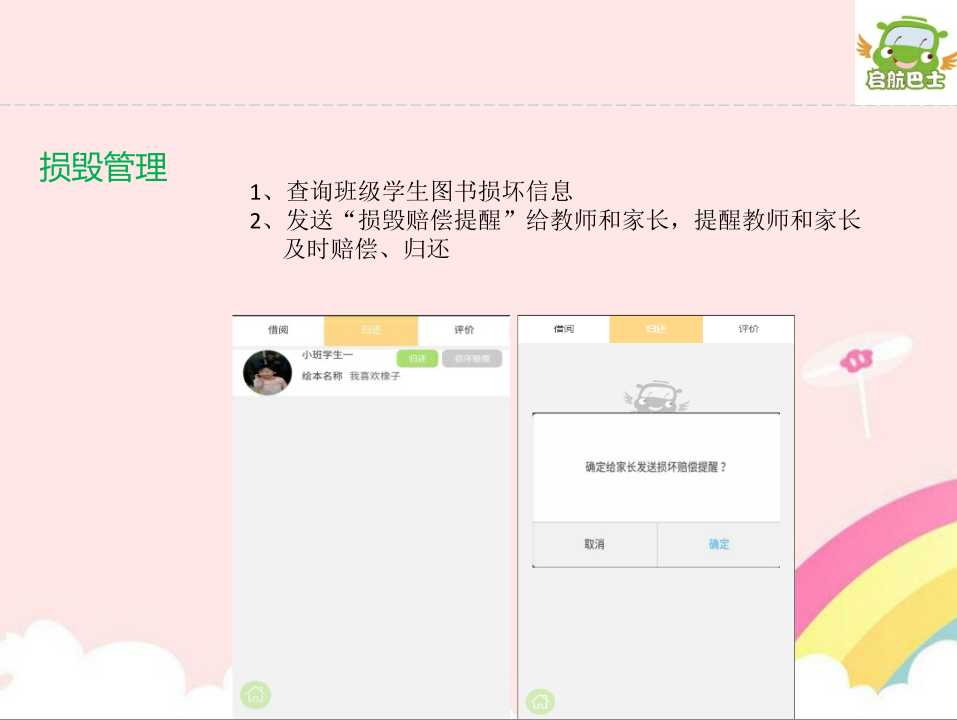 启航巴士
损毁管理
1、查询班级学生图书损坏信息
2、发送“损毁赔偿提醒”给教师和家长，提醒教师和家长
及时赔偿、归还
借阅 归还 评价
小班学生一
归还 损坏赔偿
绘本名称 我喜欢橡子
借阅 归还 评价
确定给家长发送损坏赔偿提醒？
取消 确定